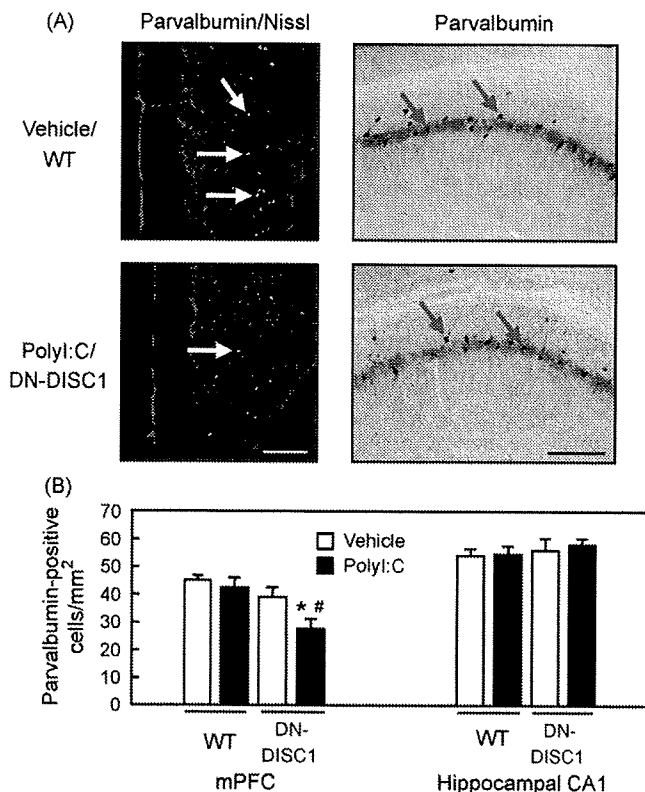 (A)
Parvalbumin/Nissl
Parvalbumin
Vehicle/
WT
PolyI:C/
DN-DISC1
(B)
Parvalbumin-positive
cells/mm2
70
60
50
40
30
20
10
0
Vehicle
PolyI:C
* #
WT
DN-
DISC1
mPFC
WT
DN-
DISC1
Hippocampal CA1